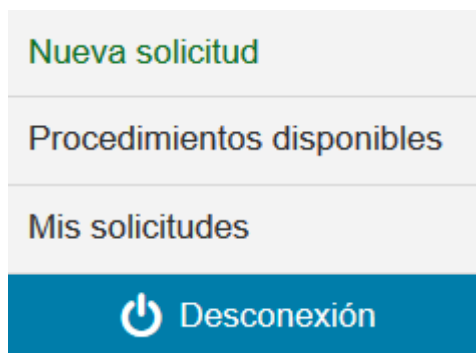 Nueva solicitud
Procedimientos disponibles
Mis solicitudes
Desconexión